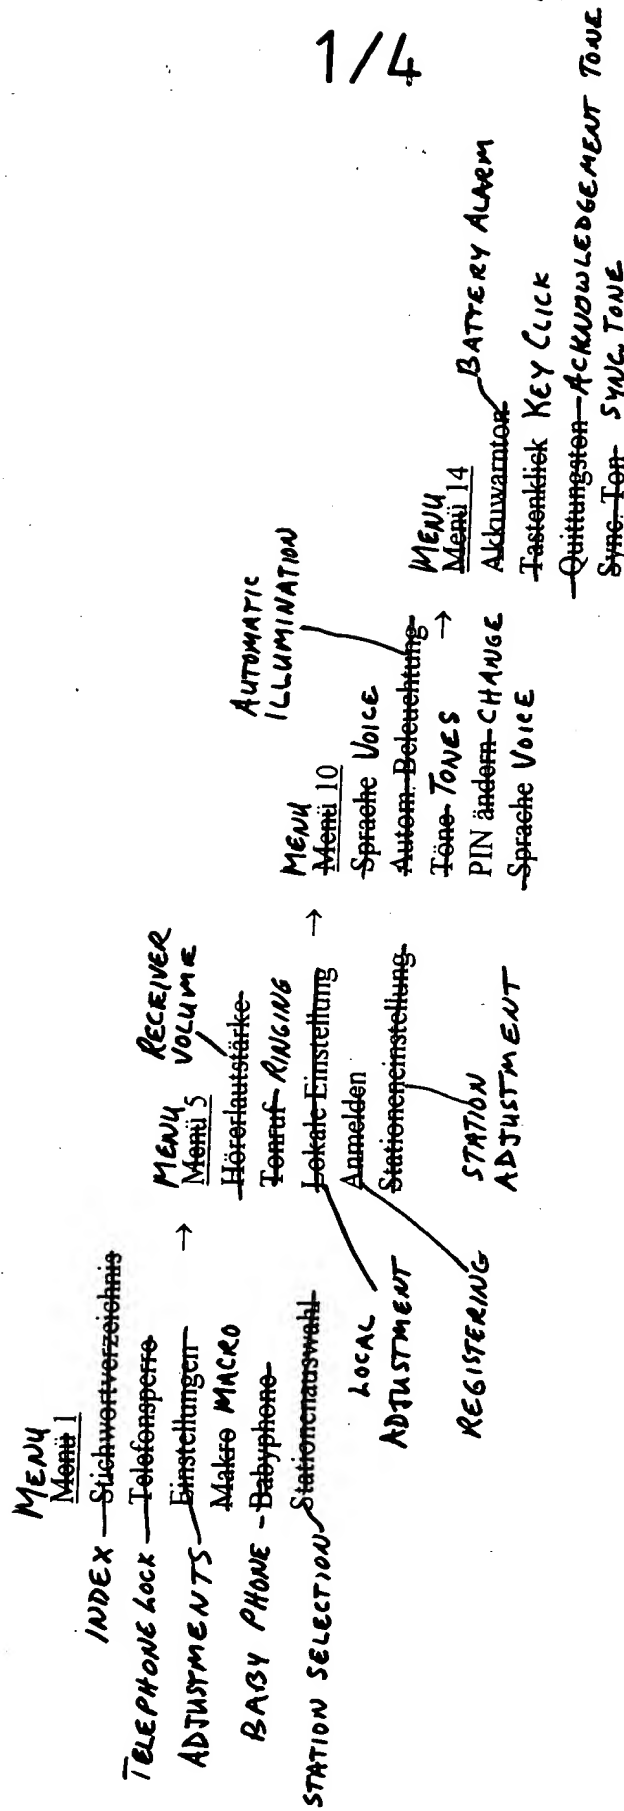 1/4
MENU
Menü 1
INDEX Stichwortverzeichnis
TELEPHONE LOCK Telefonsperre
ADJUSTMENTS Einstellungen →
Makro MACRO
BABY PHONE Babyphone
STATION SELECTION Stationenauswahl
MENU
Menü 5
RECEIVER
VOLUME
Hörerlautstärke
Tonruf RINGING
Lokale Einstellung →
Anmelden
Stationeneinstellung
LOCAL
ADJUSTMENT
REGISTERING
STATION
ADJUSTMENT
MENU
Menü 10
AUTOMATIC
ILLUMINATION
Sprache VOICE
Autom. Beleuchtung
Töne TONES →
PIN ändern CHANGE
Sprache VOICE
MENU
Menü 14
BATTERY ALARM
Akkuwarnton
Tastenklick KEY CLICK
Quittungston ACKNOWLEDGEMENT TONE
Sync. Ton SYNC. TONE